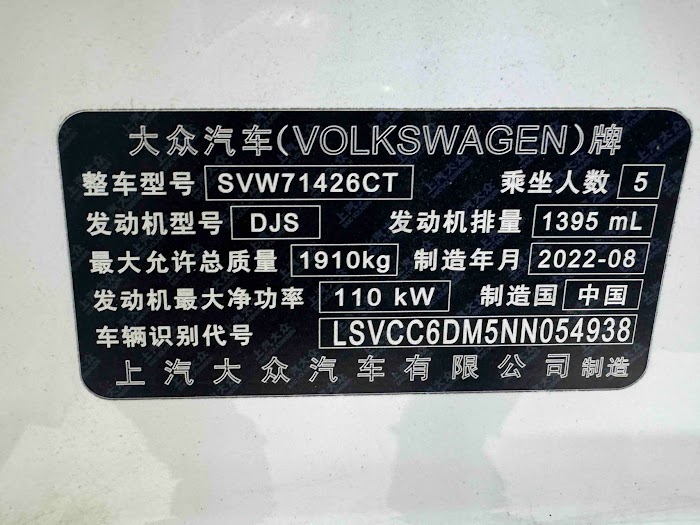 大众汽车(VOLKSWAGEN)牌
整车型号 SVW71426CT 乘坐人数 5
发动机型号 DJS 发动机排量 1395 mL
最大允许总质量 1910kg 制造年月 2022-08
发动机最大净功率 110 kW 制造国 中国
车辆识别代号 LSVCC6DM5NN054938
上汽大众汽车有限公司制造